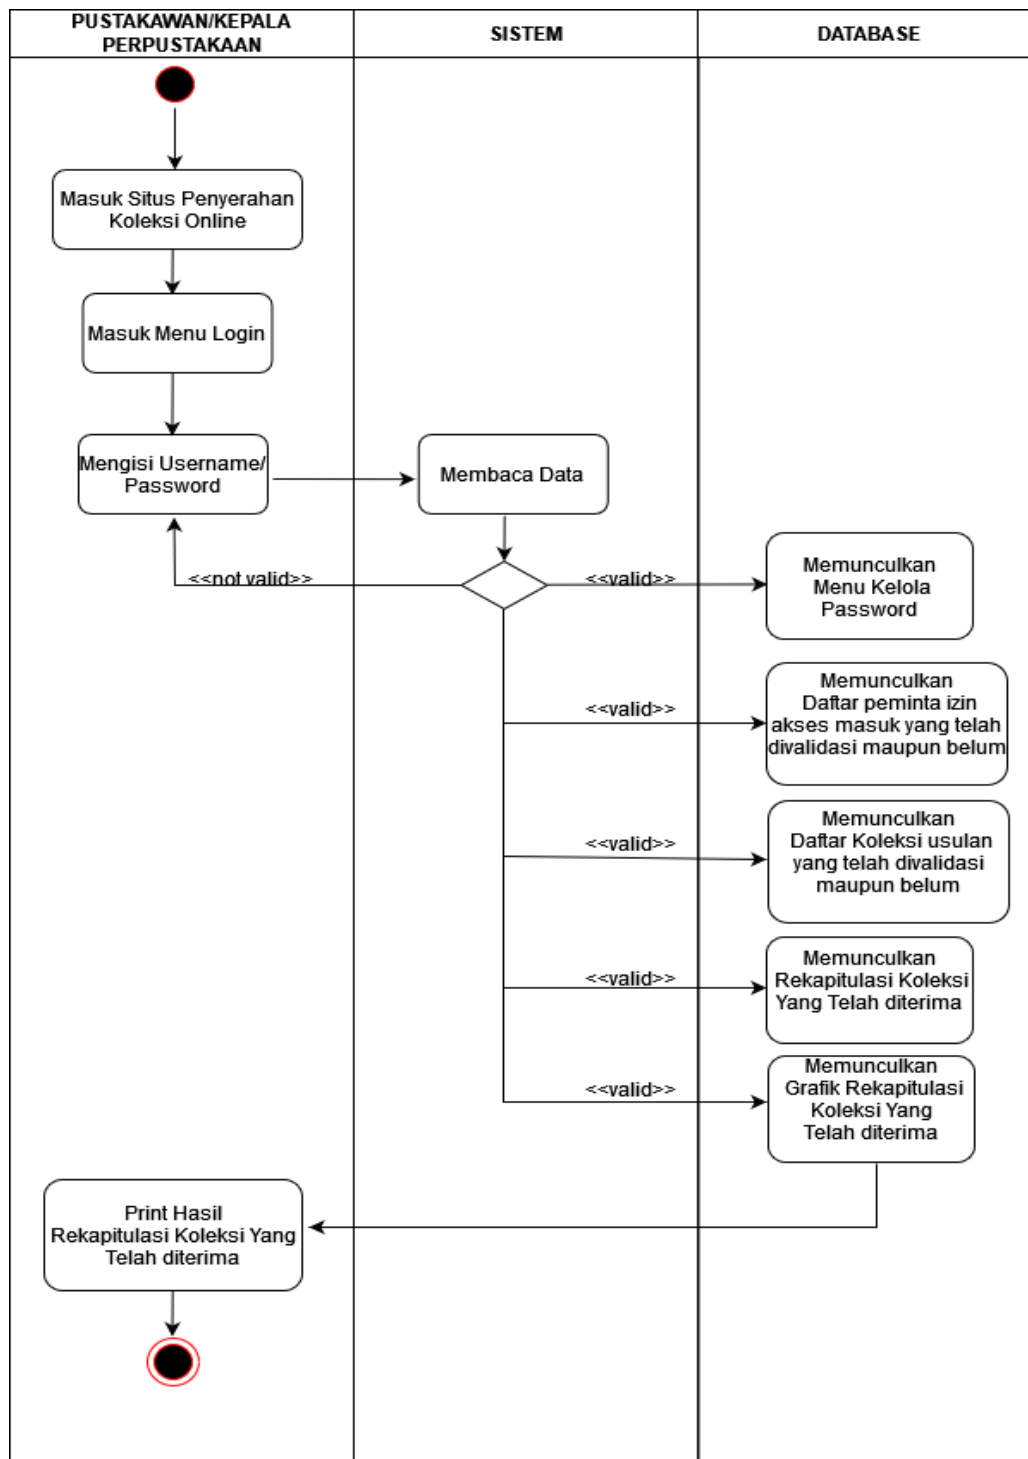 PUSTAKAWAN/KEPALA
PERPUSTAKAAN
SISTEM
DATABASE
Masuk Situs Penyerahan
Koleksi Online
Masuk Menu Login
Mengisi Username/
Password
Membaca Data
<<not valid>>
<<valid>>
Memunculkan
Menu Kelola
Password
<<valid>>
Memunculkan
Daftar peminta izin
akses masuk yang telah
divalidasi maupun belum
<<valid>>
Memunculkan
Daftar Koleksi usulan
yang telah divalidasi
maupun belum
<<valid>>
Memunculkan
Rekapitulasi Koleksi
Yang Telah diterima
<<valid>>
Memunculkan
Grafik Rekapitulasi
Koleksi Yang
Telah diterima
Print Hasil
Rekapitulasi Koleksi Yang
Telah diterima